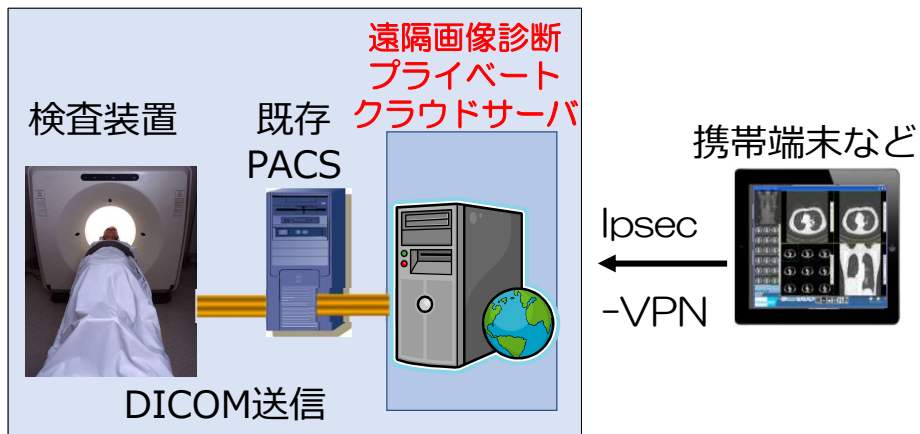 遠隔画像診断
プライベート
クラウドサーバ
検査装置
既存
PACS
DICOM送信
携帯端末など
Ipsec
-VPN